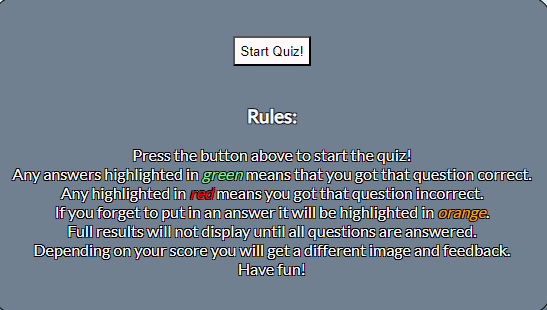 Start Quiz!
Rules:
Press the button above to start the quiz!
Any answers highlighted in green means that you got that question correct.
Any highlighted in red means you got that question incorrect.
If you forget to put in an answer it will be highlighted in orange.
Full results will not display until all questions are answered.
Depending on your score you will get a different image and feedback.
Have fun!